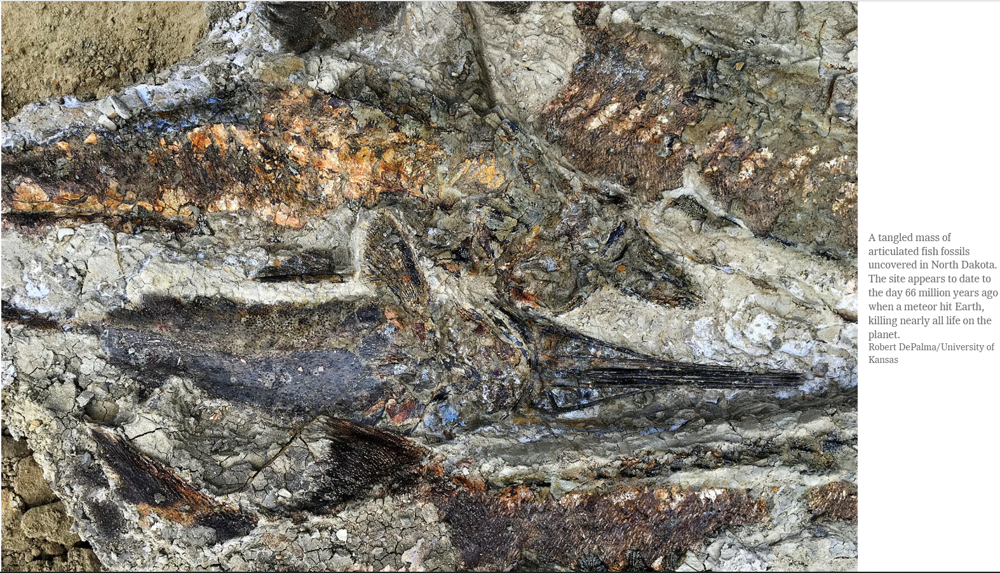 A tangled mass of
articulated fish fossils
uncovered in North Dakota.
The site appears to date to
the day 66 million years ago
when a meteor hit Earth,
killing nearly all life on the
planet.
Robert DePalma/University of
Kansas